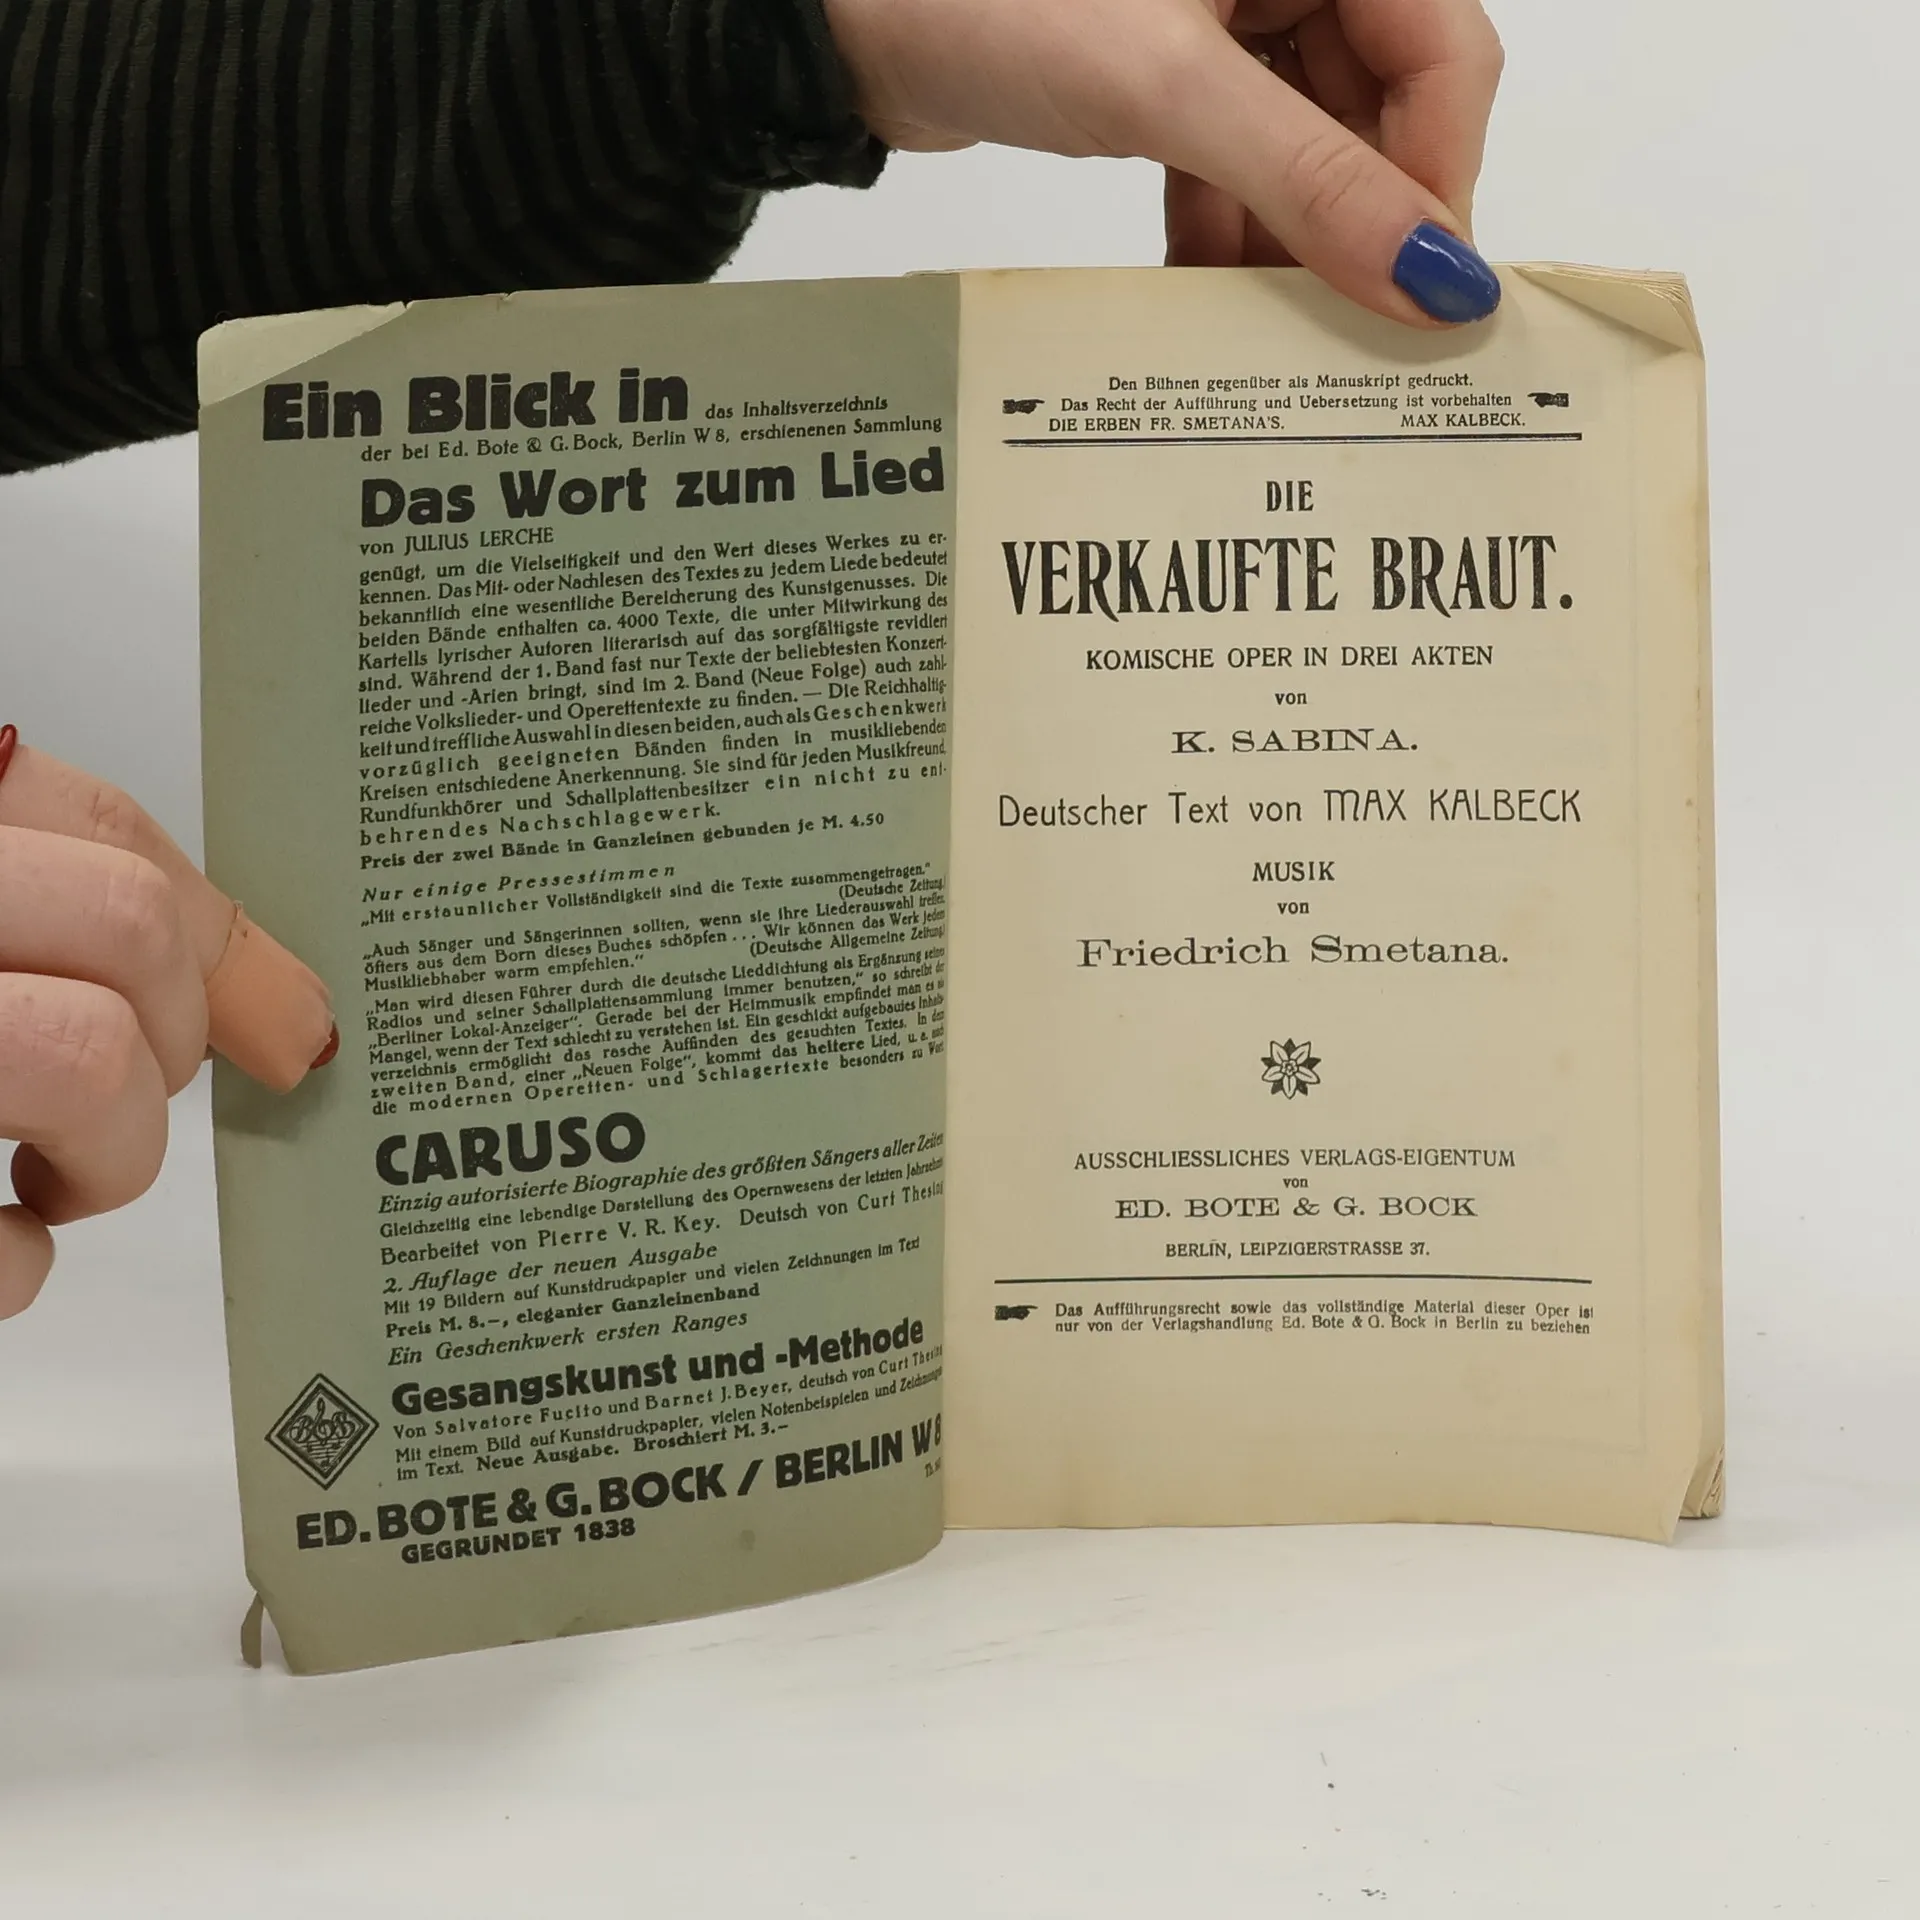 Ein Blick in das Inhaltsverzeichnis
der bei Ed. Bote & G. Bock, Berlin W 8, erschienenen Sammlung
Das Wort zum Lied
von JULIUS LERCHE
genügt, um die Vielseitigkeit und den Wert dieses Werkes zu er-
kennen. Das Mit- oder Nachlesen des Textes zu jedem Liede bedeutet
bekanntlich eine wesentliche Bereicherung des Kunstgenusses. Die
beiden Bände enthalten ca. 4000 Texte, die unter Mitwirkung des
Kartells lyrischer Autoren literarisch auf das sorgfältigste revidiert
sind. Während der 1. Band fast nur Texte der beliebtesten Konzert-
lieder und -Arien bringt, sind im 2. Band (Neue Folge) auch zahl-
reiche Volkslieder- und Operettentexte zu finden. — Die Reichhaltig-
keit und treffliche Auswahl in diesen beiden, auch als Geschenkwerk
vorzüglich geeigneten Bänden finden in musikliebenden
Kreisen entschiedene Anerkennung. Sie sind für jeden Musikfreund,
Rundfunkhörer und Schallplattenbesitzer ein nicht zu ent-
behrendes Nachschlagewerk.
Preis der zwei Bände in Ganzleinen gebunden je M. 4.50
Nur einige Pressestimmen
„Mit erstaunlicher Vollständigkeit sind die Texte zusammengetragen.“
(Deutsche Zeitung)
„Auch Sänger und Sängerinnen sollten, wenn sie ihre Liederauswahl treffen,
öfters aus dem Born dieses Buches schöpfen ... Wir können das Werk jedem
Musikliebhaber warm empfehlen.“ (Deutsche Allgemeine Zeitung)
„Man wird diesen Führer durch die deutsche Lieddichtung als Ergänzung seines
Radios und seiner Schallplattensammlung immer benutzen,“ so schreibt der
„Berliner Lokal-Anzeiger“. Gerade bei der Heimmusik empfindet man es als
Mangel, wenn der Text schlecht zu verstehen ist. Ein geschickt aufgebautes Inhalts-
verzeichnis ermöglicht das rasche Auffinden des gesuchten Textes. In dem
zweiten Band, einer „Neuen Folge“, kommt das heitere Lied, u. a. auch
die modernen Operetten- und Schlagertexte besonders zu Wort
CARUSO
Einzig autorisierte Biographie des größten Sängers aller Zeiten
Gleichzeitig eine lebendige Darstellung des Opernwesens der letzten Jahrzehnte
Bearbeitet von Pierre V. R. Key. Deutsch von Curt Thesing
2. Auflage der neuen Ausgabe
Mit 19 Bildern auf Kunstdruckpapier und vielen Zeichnungen im Text
Preis M. 8.–, eleganter Ganzleinenband
Ein Geschenkwerk ersten Ranges
Gesangskunst und -Methode
Von Salvatore Fucito und Barnet J. Beyer, deutsch von Curt Thesing
Mit einem Bild auf Kunstdruckpapier, vielen Notenbeispielen und Zeichnungen
im Text. Neue Ausgabe. Broschiert M. 3.–
B&B
ED. BOTE & G. BOCK / BERLIN W 8
GEGRÜNDET 1838
Den Bühnen gegenüber als Manuskript gedruckt.
Das Recht der Aufführung und Uebersetzung ist vorbehalten
DIE ERBEN FR. SMETANA'S. MAX KALBECK.
DIE
VERKAUFTE BRAUT.
KOMISCHE OPER IN DREI AKTEN
von
K. SABINA.
Deutscher Text von MAX KALBECK
MUSIK
von
Friedrich Smetana.
AUSSCHLIESSLICHES VERLAGS-EIGENTUM
von
ED. BOTE & G. BOCK
BERLIN, LEIPZIGERSTRASSE 37.
Das Aufführungsrecht sowie das vollständige Material dieser Oper ist
nur von der Verlagshandlung Ed. Bote & G. Bock in Berlin zu beziehen